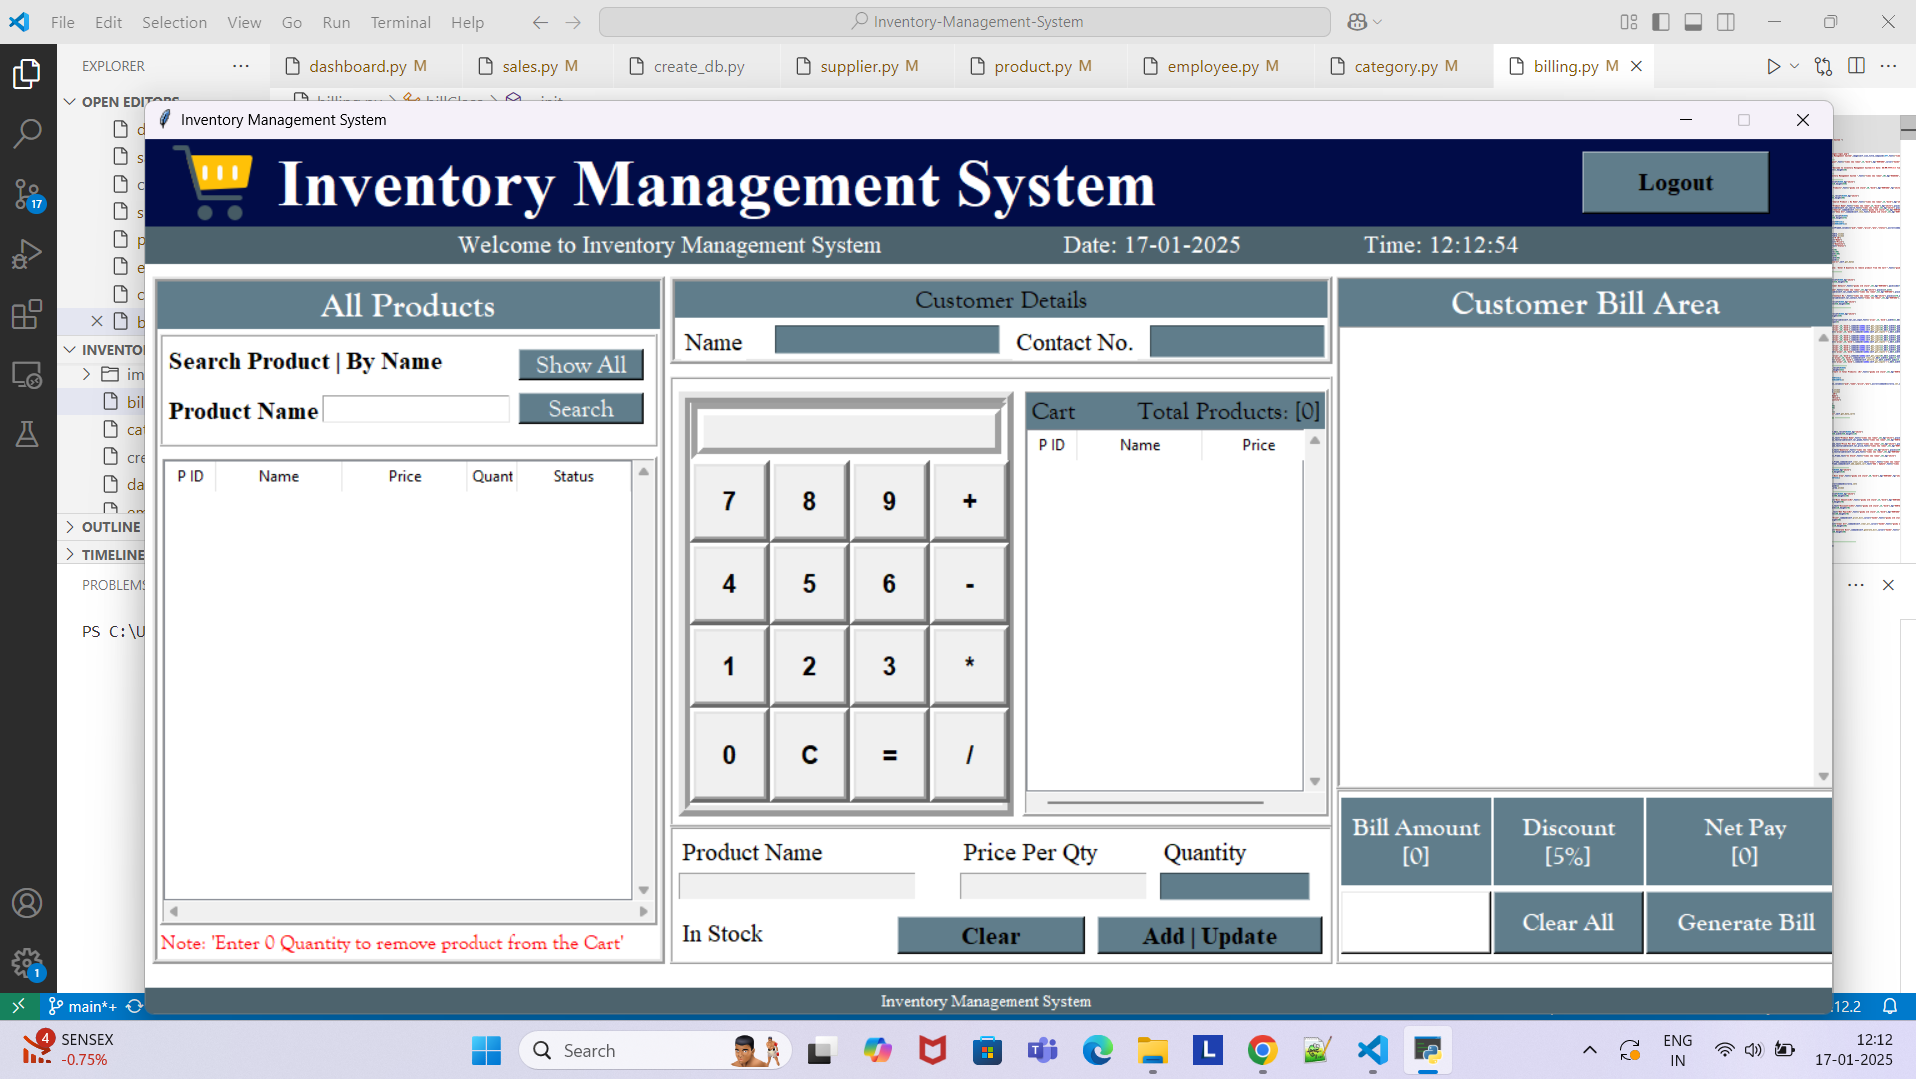 File Edit Selection View Go Run Terminal Help
Inventory-Management-System
EXPLORER
dashboard.py M
sales.py M
create_db.py
supplier.py M
product.py M
employee.py M
category.py M
billing.py M
OPEN EDITORS
Inventory Management System
Inventory Management System
Logout
Welcome to Inventory Management System
Date: 17-01-2025
Time: 12:12:54
All Products
Search Product | By Name
Show All
Product Name
Search
P ID Name Price Quant Status
Note: 'Enter 0 Quantity to remove product from the Cart'
Customer Details
Name
Contact No.
7 8 9 +
4 5 6 -
1 2 3 *
0 C = /
Cart Total Products: [0]
P ID Name Price
Product Name
Price Per Qty
Quantity
In Stock
Clear
Add | Update
Customer Bill Area
Bill Amount
[0]
Discount
[5%]
Net Pay
[0]
Clear All
Generate Bill
Inventory Management System
17
INVENTO
im
bil
cat
cre
da
em
OUTLINE
TIMELINE
PROBLEMS
PS C:\U
1
main*+
.12.2
4
SENSEX
-0.75%
Search
L
ENG
IN
12:12
17-01-2025